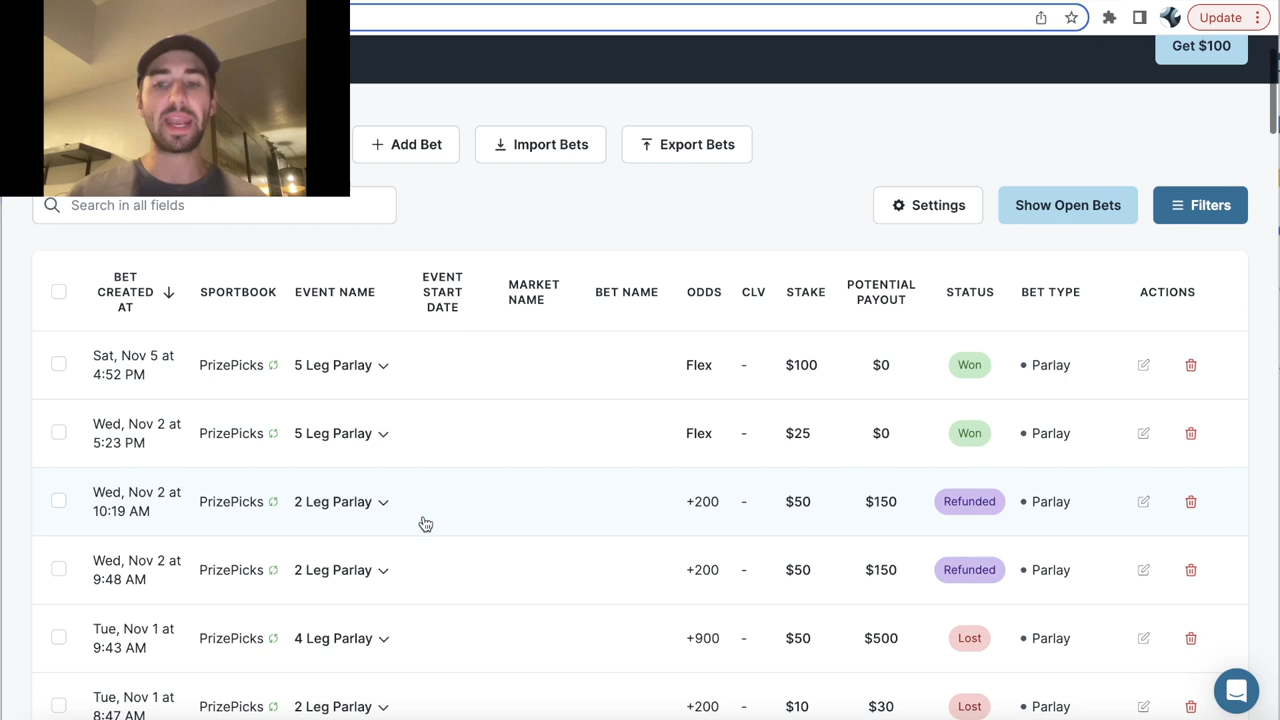 Update
Get $100
+ Add Bet
Import Bets
Export Bets
Search in all fields
Settings
Show Open Bets
Filters
BET CREATED AT
SPORTBOOK
EVENT NAME
EVENT START DATE
MARKET NAME
BET NAME
ODDS
CLV
STAKE
POTENTIAL PAYOUT
STATUS
BET TYPE
ACTIONS
Sat, Nov 5 at 4:52 PM PrizePicks 5 Leg Parlay Flex - $100 $0 Won • Parlay
Wed, Nov 2 at 5:23 PM PrizePicks 5 Leg Parlay Flex - $25 $0 Won • Parlay
Wed, Nov 2 at 10:19 AM PrizePicks 2 Leg Parlay +200 - $50 $150 Refunded • Parlay
Wed, Nov 2 at 9:48 AM PrizePicks 2 Leg Parlay +200 - $50 $150 Refunded • Parlay
Tue, Nov 1 at 9:43 AM PrizePicks 4 Leg Parlay +900 - $50 $500 Lost • Parlay
Tue, Nov 1 at 8:47 AM PrizePicks 2 Leg Parlay +200 - $10 $30 Lost • Parlay